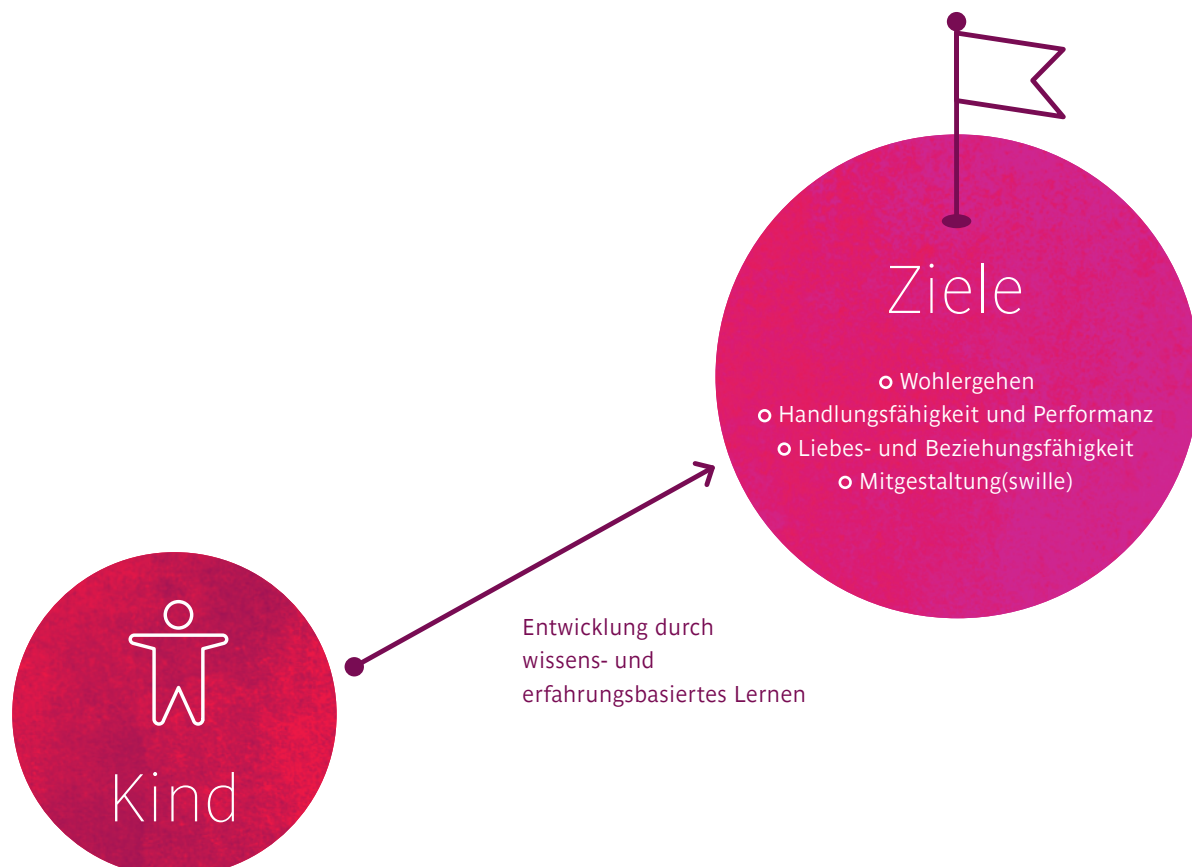 Ziele
Wohlergehen
Handlungsfähigkeit und Performanz
Liebes- und Beziehungsfähigkeit
Mitgestaltung(swille)
Entwicklung durch
wissens- und
erfahrungsbasiertes Lernen
Kind